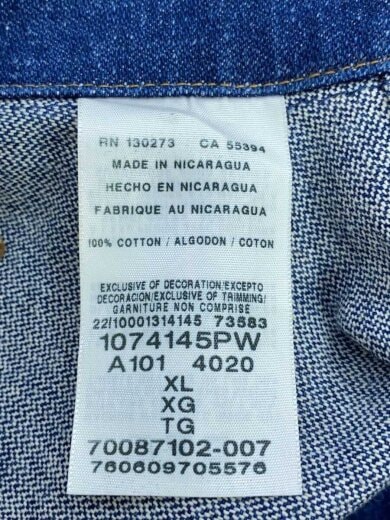 RN 130273 CA 55394
MADE IN NICARAGUA
HECHO EN NICARAGUA
FABRIQUE AU NICARAGUA
100% COTTON / ALGODON / COTON
EXCLUSIVE OF DECORATION/EXCEPTO
DECORACION/EXCLUSIVE OF TRIMMING/
GARNITURE NON COMPRISE
22/10001314145 73583
1074145PW
A101 4020
XL
XG
TG
70087102-007
760609705576